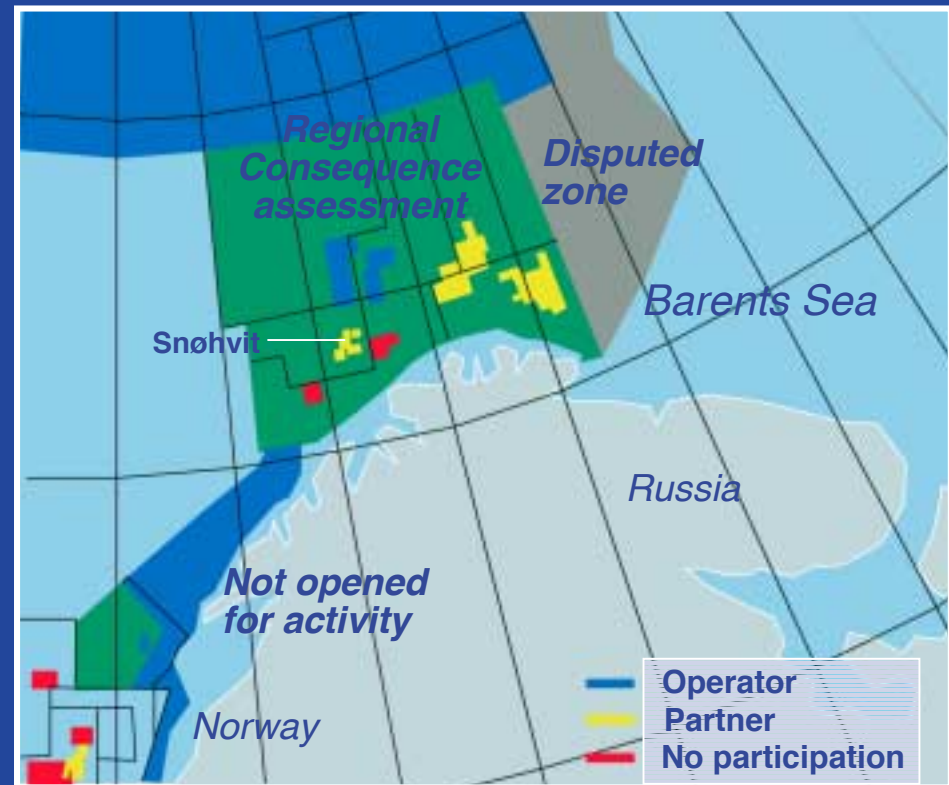 Regional
Consequence
assessment
Disputed
zone
Barents Sea
Snøhvit
Russia
Not opened
for activity
Norway
Operator
Partner
No participation